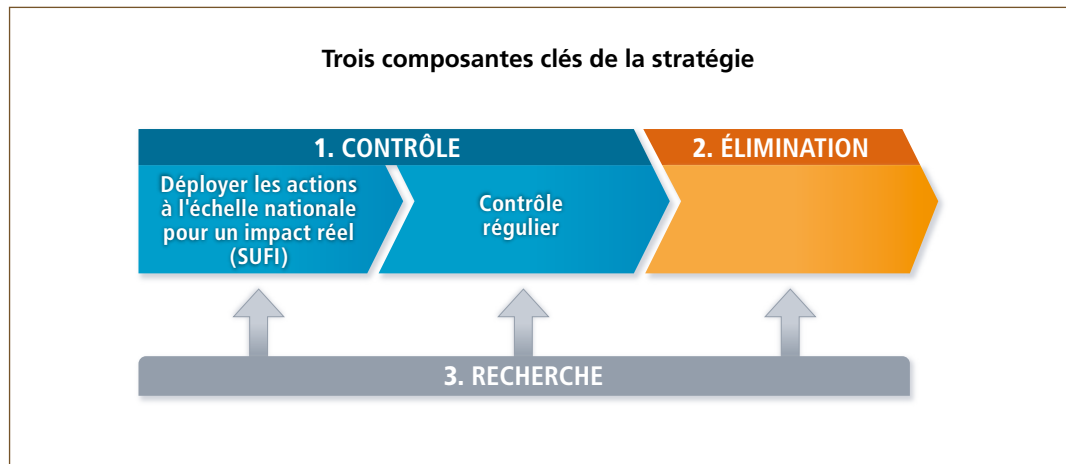 Trois composantes clés de la stratégie
1. CONTRÔLE
2. ÉLIMINATION
Déployer les actions
à l'échelle nationale
pour un impact réel
(SUFI)
Contrôle
régulier
3. RECHERCHE